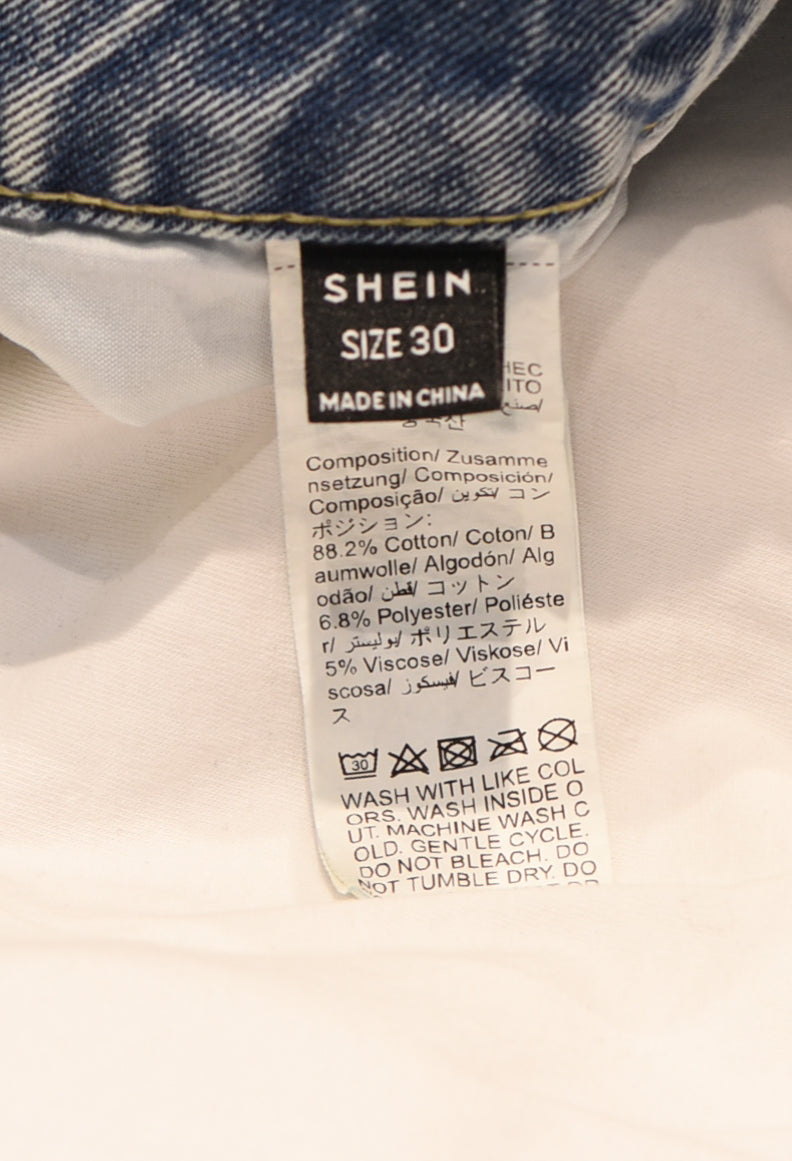 SHEIN
SIZE 30
MADE IN CHINA
HEC
ITO
Composition/ Zusamme
nsetzung/ Composición/
Composição/ تكوين/ コン
ポジション:
88.2% Cotton/ Coton/ B
aumwolle/ Algodón/ Alg
odão/ قطن/ コットン
6.8% Polyester/ Poliéste
r/ بوليستر/ ポリエステル
5% Viscose/ Viskose/ Vi
scosa/ فيسكوز/ ビスコー
ス
30
WASH WITH LIKE COL
ORS. WASH INSIDE O
UT. MACHINE WASH C
OLD. GENTLE CYCLE.
DO NOT BLEACH. DO
NOT TUMBLE DRY. DO